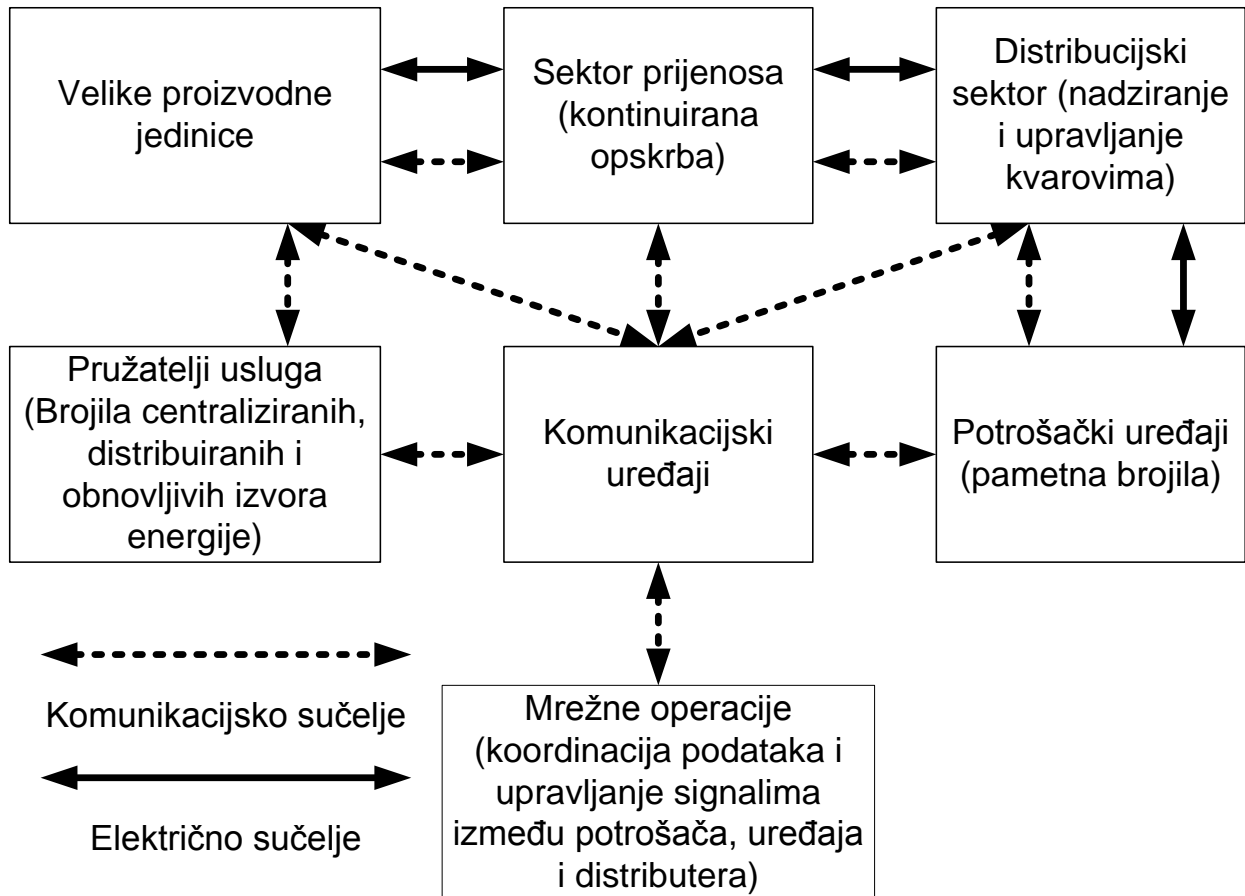 Velike proizvodne
jedinice
Sektor prijenosa
(kontinuirana
opskrba)
Distribucijski
sektor (nadziranje
i upravljanje
kvarovima)
Pružatelji usluga
(Brojila centraliziranih,
distribuiranih i
obnovljivih izvora
energije)
Komunikacijski
uređaji
Potrošački uređaji
(pametna brojila)
Komunikacijsko sučelje
Električno sučelje
Mrežne operacije
(koordinacija podataka i
upravljanje signalima
između potrošača, uređaja
i distributera)